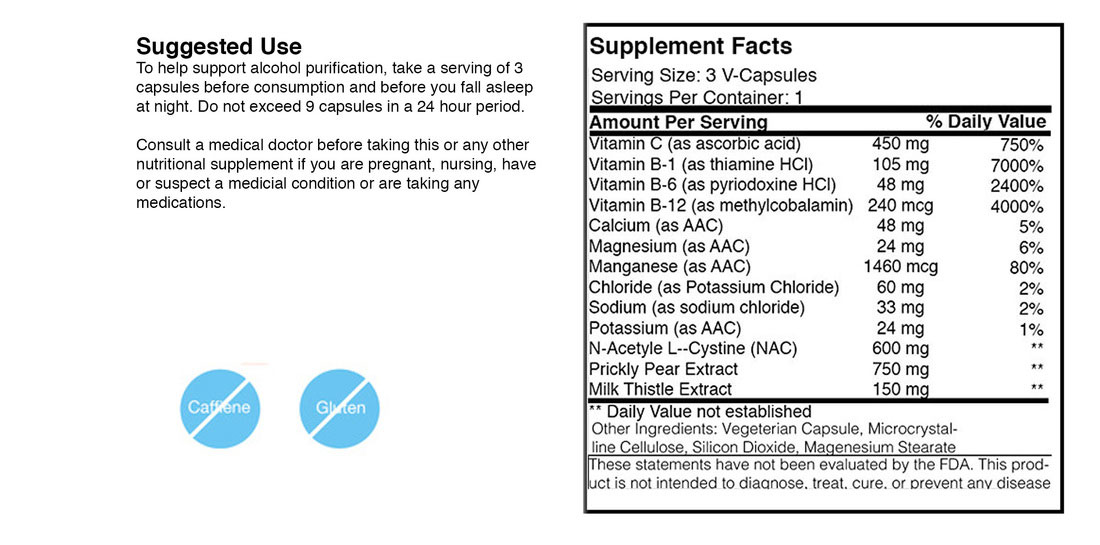 Suggested Use
To help support alcohol purification, take a serving of 3
capsules before consumption and before you fall asleep
at night. Do not exceed 9 capsules in a 24 hour period.
Consult a medical doctor before taking this or any other
nutritional supplement if you are pregnant, nursing, have
or suspect a medicial condition or are taking any
medications.
Caffiene
Gluten
Supplement Facts
Serving Size: 3 V-Capsules
Servings Per Container: 1
Amount Per Serving % Daily Value
Vitamin C (as ascorbic acid) 450 mg 750%
Vitamin B-1 (as thiamine HCl) 105 mg 7000%
Vitamin B-6 (as pyriodoxine HCl) 48 mg 2400%
Vitamin B-12 (as methylcobalamin) 240 mcg 4000%
Calcium (as AAC) 48 mg 5%
Magnesium (as AAC) 24 mg 6%
Manganese (as AAC) 1460 mcg 80%
Chloride (as Potassium Chloride) 60 mg 2%
Sodium (as sodium chloride) 33 mg 2%
Potassium (as AAC) 24 mg 1%
N-Acetyle L--Cystine (NAC) 600 mg **
Prickly Pear Extract 750 mg **
Milk Thistle Extract 150 mg **
** Daily Value not established
Other Ingredients: Vegeterian Capsule, Microcrystal-
line Cellulose, Silicon Dioxide, Magenesium Stearate
These statements have not been evaluated by the FDA. This prod-
uct is not intended to diagnose, treat, cure, or prevent any disease